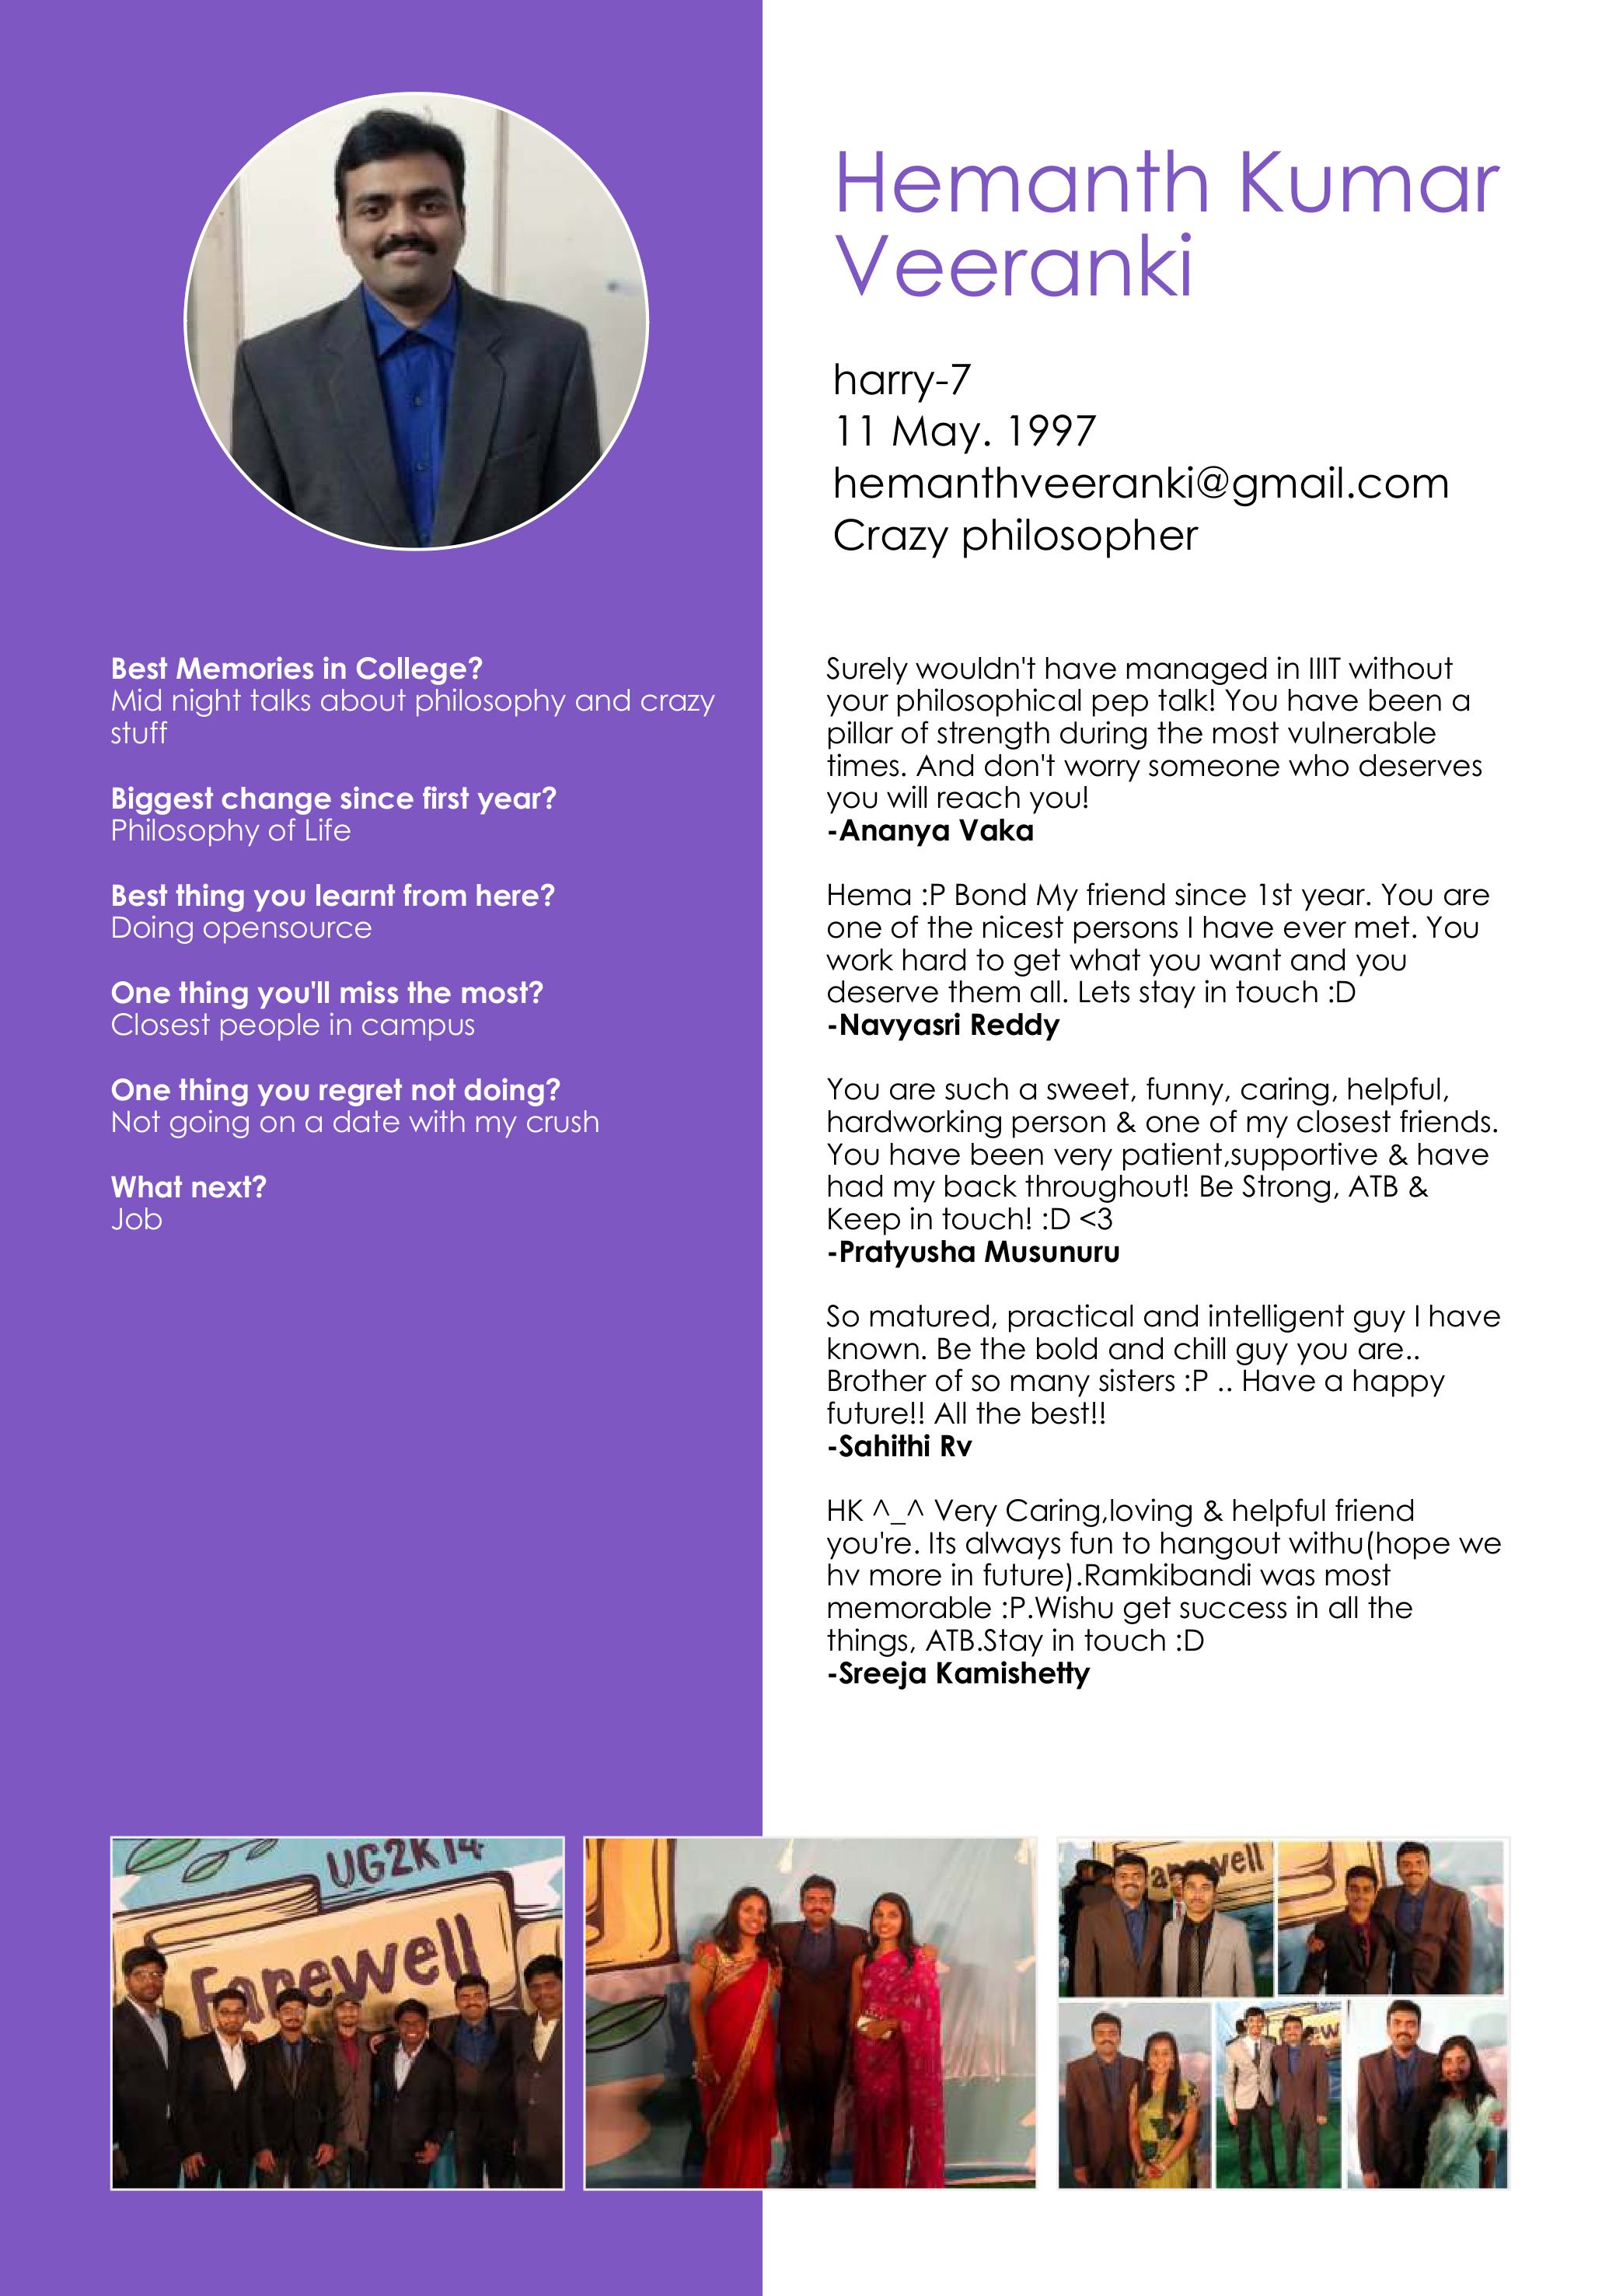 Hemanth Kumar
Veeranki
harry-7
11 May. 1997
hemanthveeranki@gmail.com
Crazy philosopher
Best Memories in College?
Mid night talks about philosophy and crazy
stuff
Biggest change since first year?
Philosophy of Life
Best thing you learnt from here?
Doing opensource
One thing you'll miss the most?
Closest people in campus
One thing you regret not doing?
Not going on a date with my crush
What next?
Job
Surely wouldn't have managed in IIIT without
your philosophical pep talk! You have been a
pillar of strength during the most vulnerable
times. And don't worry someone who deserves
you will reach you!
-Ananya Vaka
Hema :P Bond My friend since 1st year. You are
one of the nicest persons I have ever met. You
work hard to get what you want and you
deserve them all. Lets stay in touch :D
-Navyasri Reddy
You are such a sweet, funny, caring, helpful,
hardworking person & one of my closest friends.
You have been very patient,supportive & have
had my back throughout! Be Strong, ATB &
Keep in touch! :D <3
-Pratyusha Musunuru
So matured, practical and intelligent guy I have
known. Be the bold and chill guy you are..
Brother of so many sisters :P .. Have a happy
future!! All the best!!
-Sahithi Rv
HK ^_^ Very Caring,loving & helpful friend
you're. Its always fun to hangout withu(hope we
hv more in future).Ramkibandi was most
memorable :P.Wishu get success in all the
things, ATB.Stay in touch :D
-Sreeja Kamishetty
UG2K14
Farewell